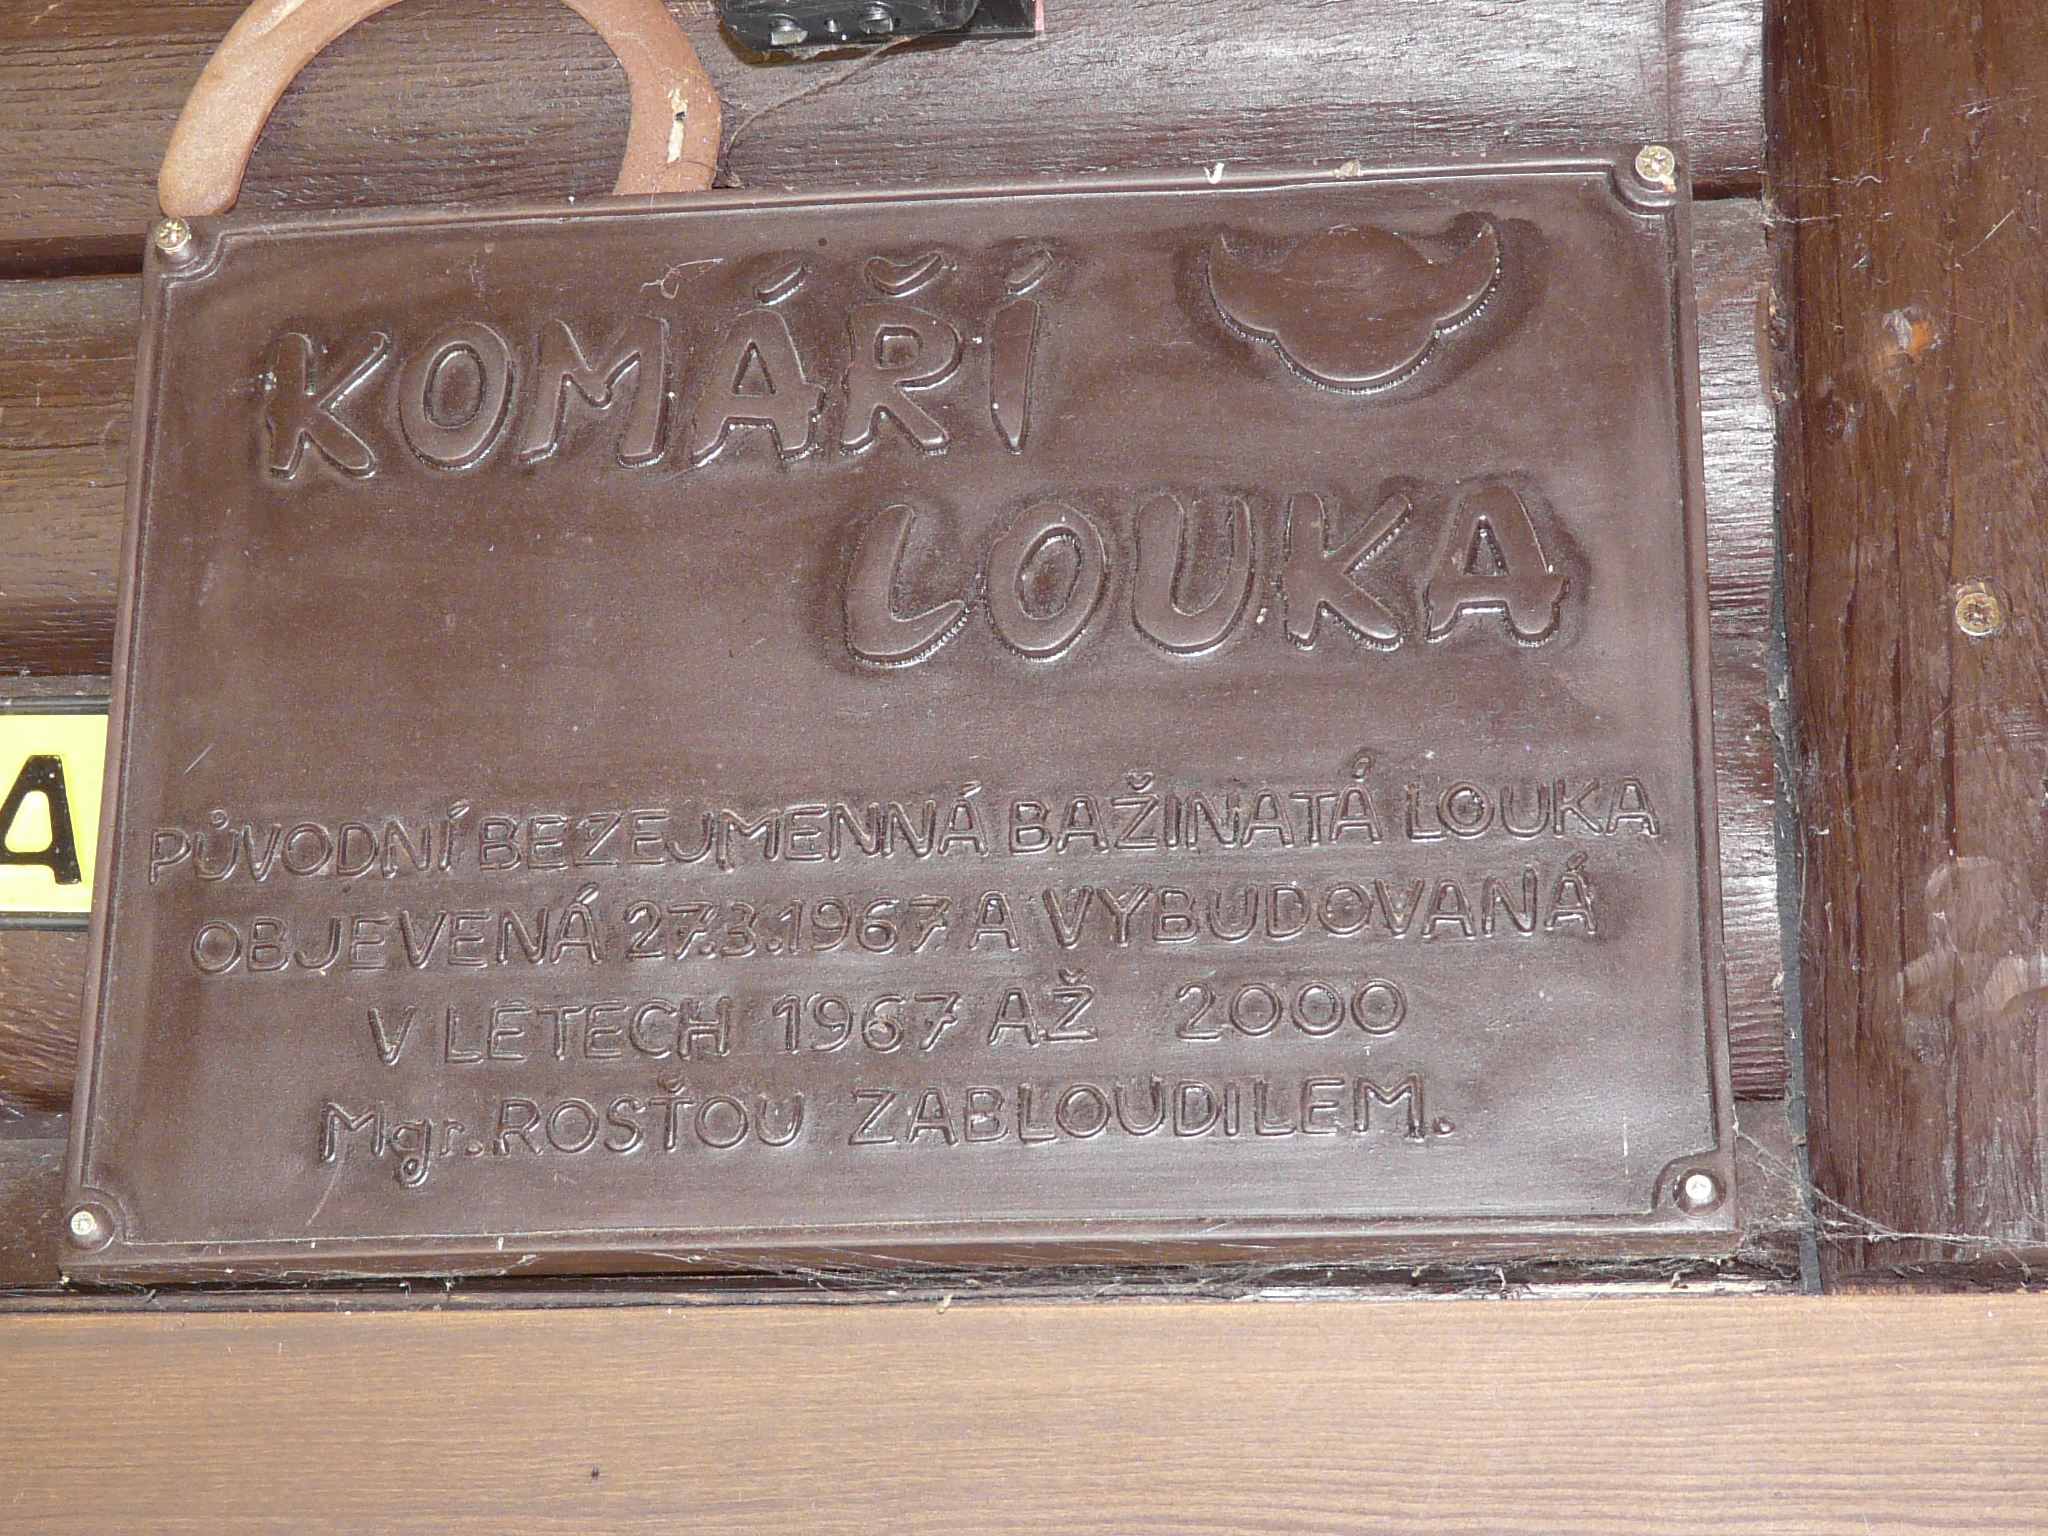 KOMÁŘÍ
LOUKA
A
PŮVODNÍ BEZEJMENNÁ BAŽINATÁ LOUKA
OBJEVENÁ 27.3.1967 A VYBUDOVANÁ
V LETECH 1967 AŽ 2000
Mgr. ROSŤOU ZABLOUDILEM.